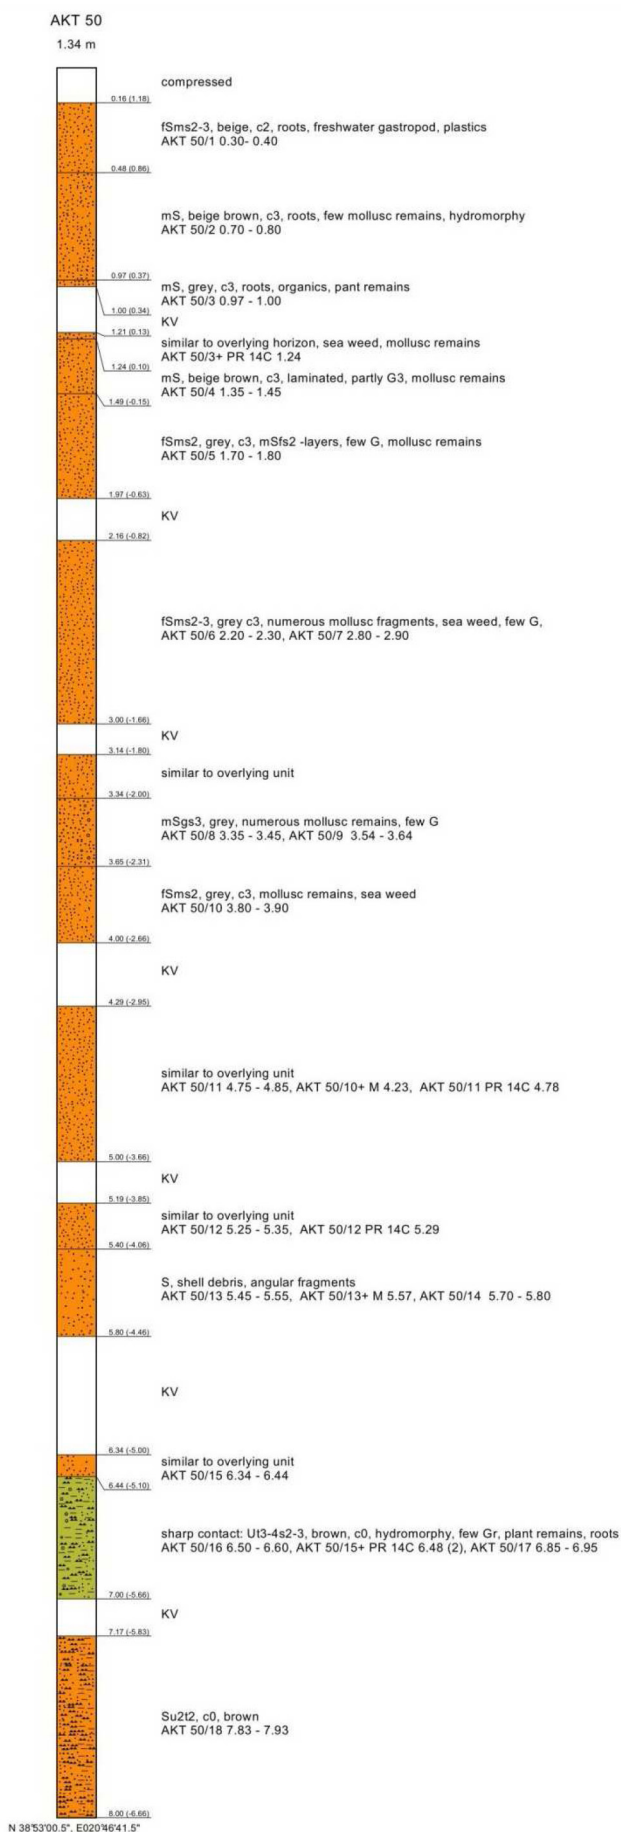 AKT 50
1.34 m
compressed
0.16 (1.18)
fSms2-3, beige, c2, roots, freshwater gastropod, plastics
AKT 50/1 0.30- 0.40
0.48 (0.86)
mS, beige brown, c3, roots, few mollusc remains, hydromorphy
AKT 50/2 0.70 - 0.80
0.97 (0.37)
mS, grey, c3, roots, organics, pant remains
AKT 50/3 0.97 - 1.00
1.00 (0.34)
KV
1.21 (0.13)
similar to overlying horizon, sea weed, mollusc remains
AKT 50/3+ PR 14C 1.24
1.24 (0.10)
mS, beige brown, c3, laminated, partly G3, mollusc remains
AKT 50/4 1.35 - 1.45
1.49 (-0.15)
fSms2, grey, c3, mSfs2 -layers, few G, mollusc remains
AKT 50/5 1.70 - 1.80
1.97 (-0.63)
KV
2.16 (-0.82)
fSms2-3, grey c3, numerous mollusc fragments, sea weed, few G,
AKT 50/6 2.20 - 2.30, AKT 50/7 2.80 - 2.90
3.00 (-1.66)
KV
3.14 (-1.80)
similar to overlying unit
3.34 (-2.00)
mSgs3, grey, numerous mollusc remains, few G
AKT 50/8 3.35 - 3.45, AKT 50/9 3.54 - 3.64
3.65 (-2.31)
fSms2, grey, c3, mollusc remains, sea weed
AKT 50/10 3.80 - 3.90
4.00 (-2.66)
KV
4.29 (-2.95)
similar to overlying unit
AKT 50/11 4.75 - 4.85, AKT 50/10+ M 4.23, AKT 50/11 PR 14C 4.78
5.00 (-3.66)
KV
5.19 (-3.85)
similar to overlying unit
AKT 50/12 5.25 - 5.35, AKT 50/12 PR 14C 5.29
5.40 (-4.06)
S, shell debris, angular fragments
AKT 50/13 5.45 - 5.55, AKT 50/13+ M 5.57, AKT 50/14 5.70 - 5.80
5.80 (-4.46)
KV
6.34 (-5.00)
similar to overlying unit
AKT 50/15 6.34 - 6.44
6.44 (-5.10)
sharp contact: Ut3-4s2-3, brown, c0, hydromorphy, few Gr, plant remains, roots
AKT 50/16 6.50 - 6.60, AKT 50/15+ PR 14C 6.48 (2), AKT 50/17 6.85 - 6.95
7.00 (-5.66)
KV
7.17 (-5.83)
Su2t2, c0, brown
AKT 50/18 7.83 - 7.93
8.00 (-6.66)
N 38°53'00.5", E020°46'41.5"